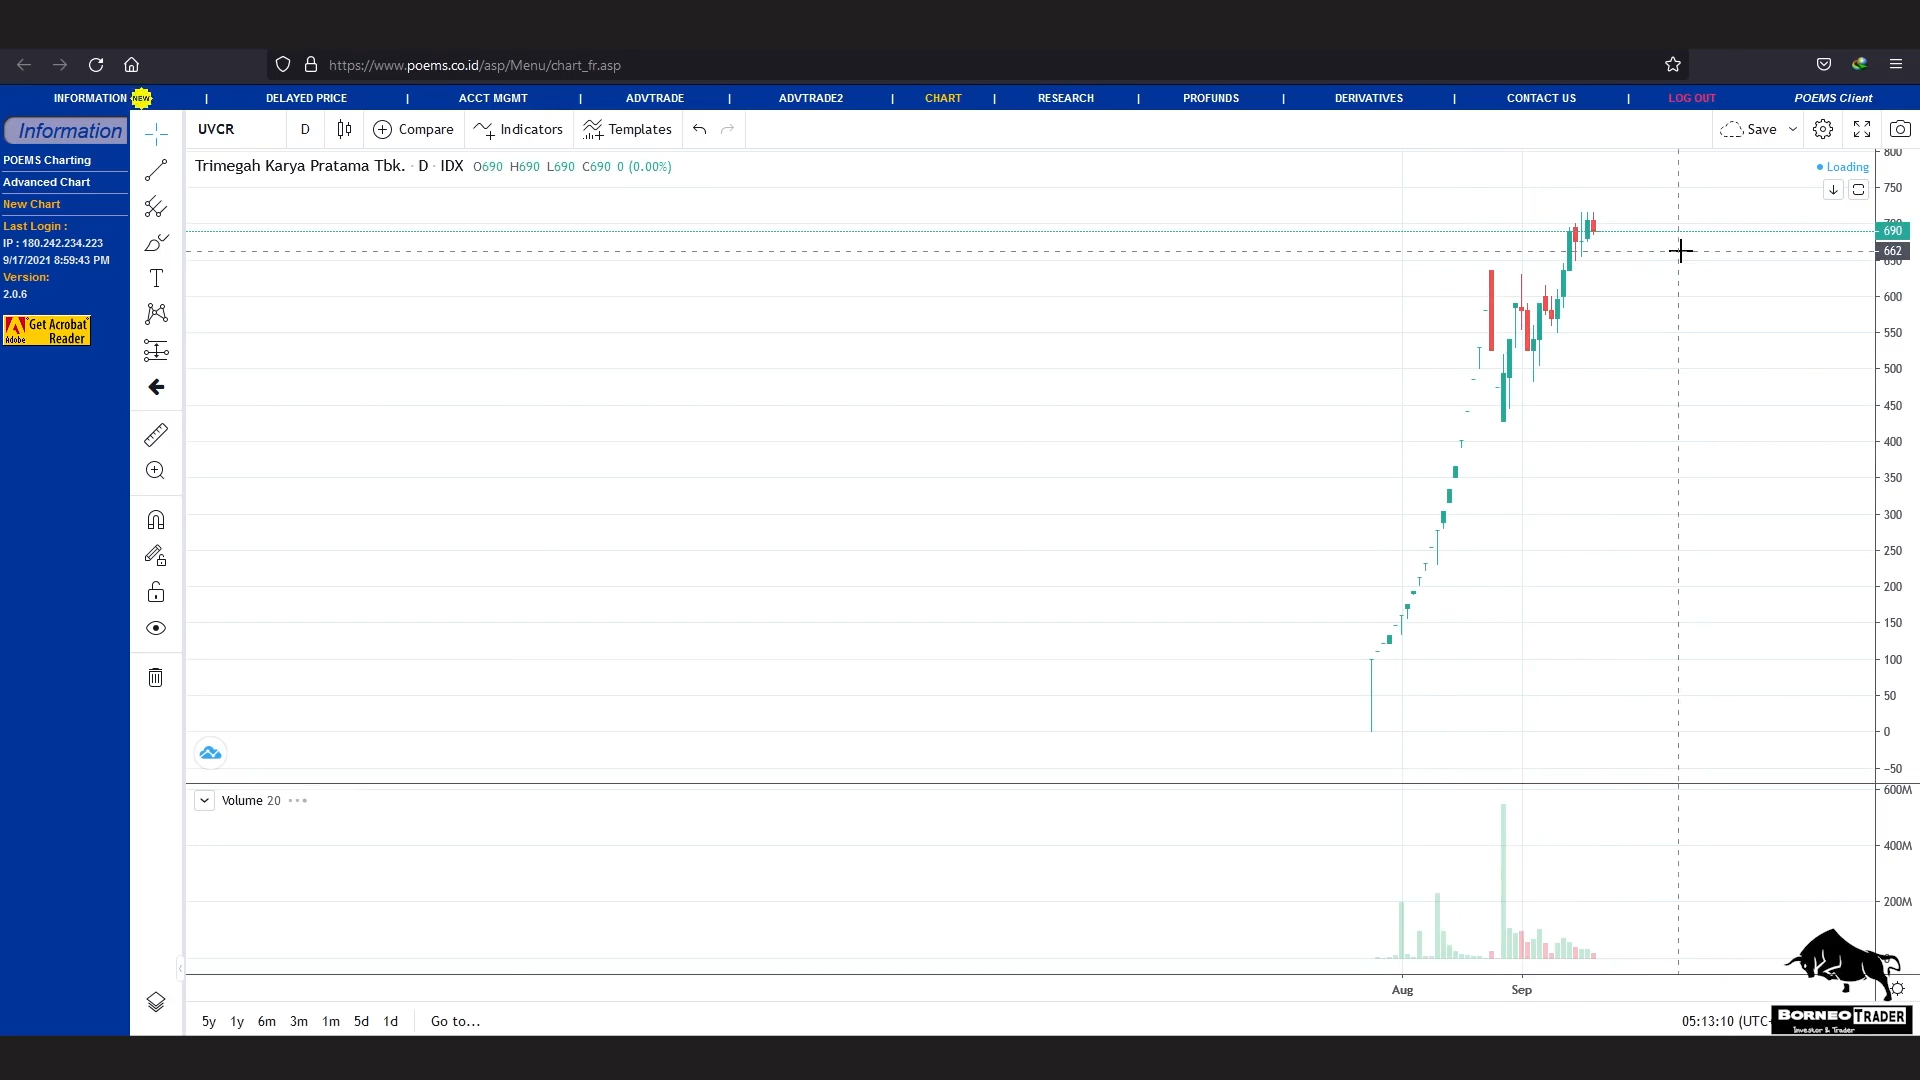 https://www.poems.co.id/asp/Menu/chart_fr.asp
INFORMATION NEW | DELAYED PRICE | ACCT MGMT | ADVTRADE | ADVTRADE2 | CHART | RESEARCH | PROFUNDS | DERIVATIVES | CONTACT US | LOG OUT POEMS Client
Information
POEMS Charting
Advanced Chart
New Chart
Last Login :
IP : 180.242.234.223
9/17/2021 8:59:43 PM
Version:
2.0.6
Get Acrobat
Adobe Reader
UVCR D Compare Indicators Templates Save
Trimegah Karya Pratama Tbk. · D · IDX O690 H690 L690 C690 0 (0.00%)
Loading
800
750
700
690
662
650
600
550
500
450
400
350
300
250
200
150
100
50
0
−50
Volume 20
600M
400M
200M
Aug Sep
5y 1y 6m 3m 1m 5d 1d Go to...
05:13:10 (UTC
BORNEO TRADER
Investor & Trader